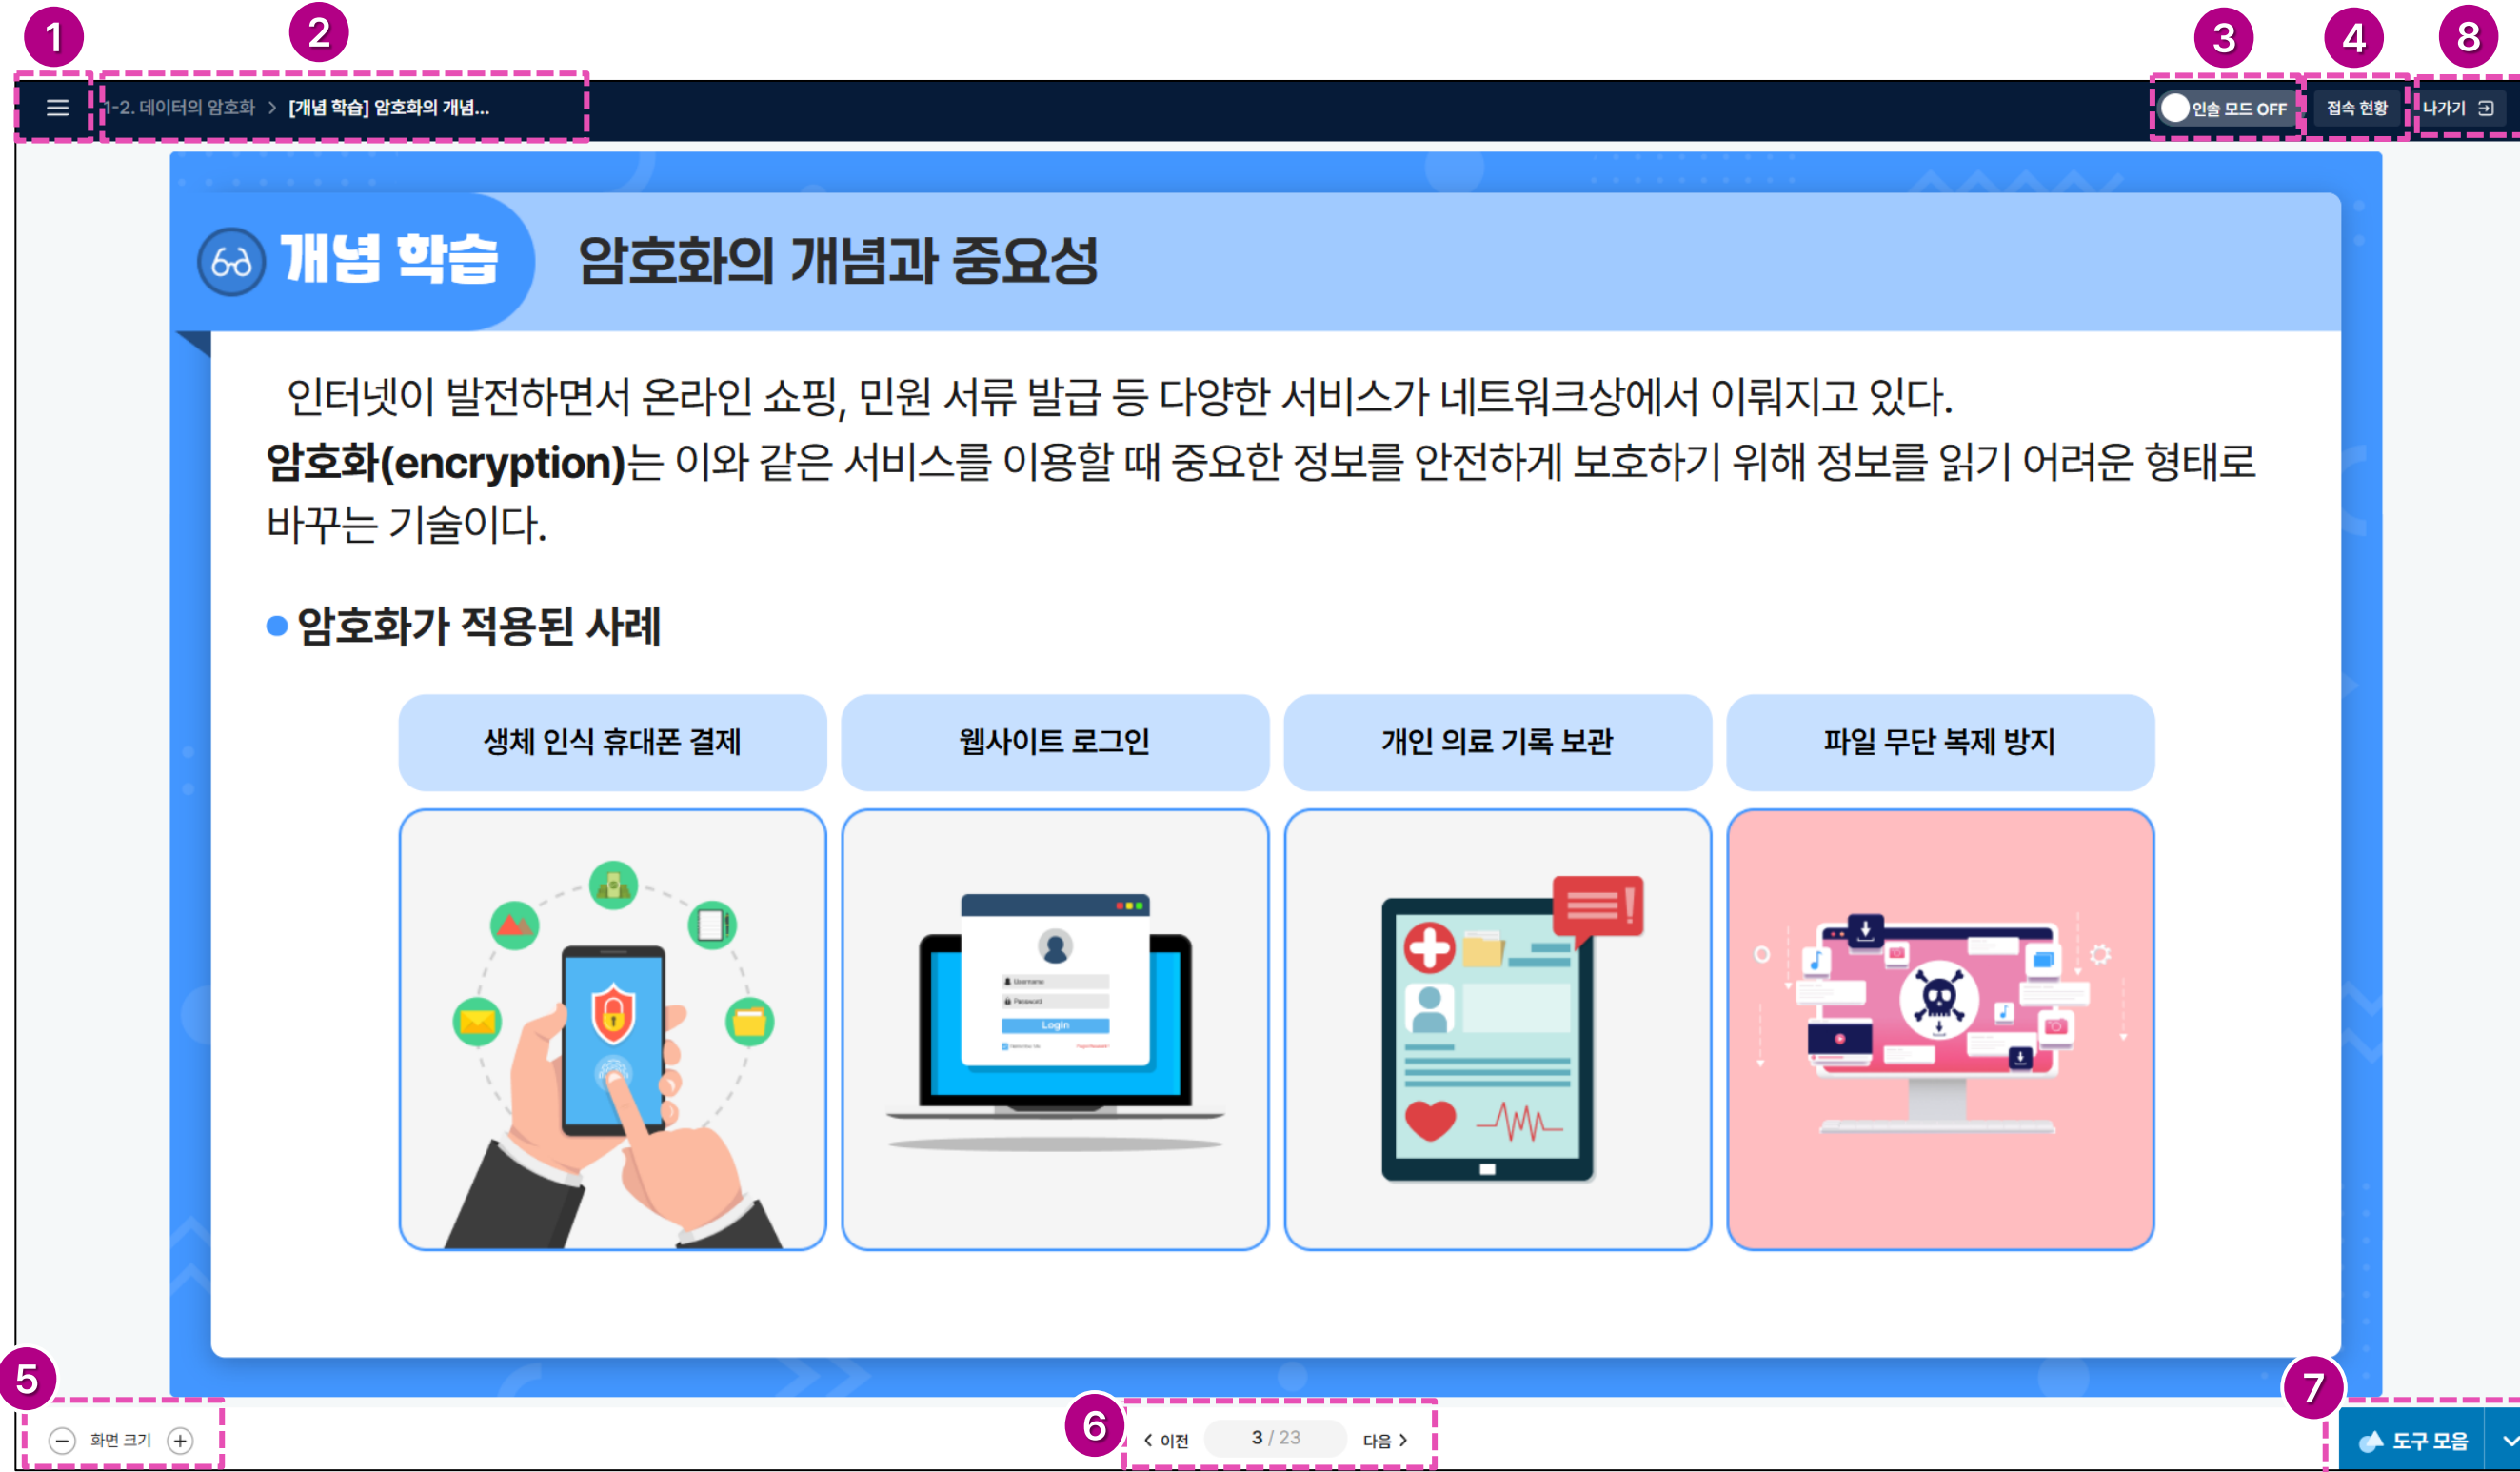 1
2
3
4
8
1-2. 데이터의 암호화 > [개념 학습] 암호화의 개념...
인솔 모드 OFF
접속 현황
나가기
개념 학습
암호화의 개념과 중요성
인터넷이 발전하면서 온라인 쇼핑, 민원 서류 발급 등 다양한 서비스가 네트워크상에서 이뤄지고 있다.
암호화(encryption)는 이와 같은 서비스를 이용할 때 중요한 정보를 안전하게 보호하기 위해 정보를 읽기 어려운 형태로
바꾸는 기술이다.
암호화가 적용된 사례
생체 인식 휴대폰 결제
웹사이트 로그인
개인 의료 기록 보관
파일 무단 복제 방지
Username
Password
Login
5
6
7
화면 크기
이전
3 / 23
다음
도구 모음